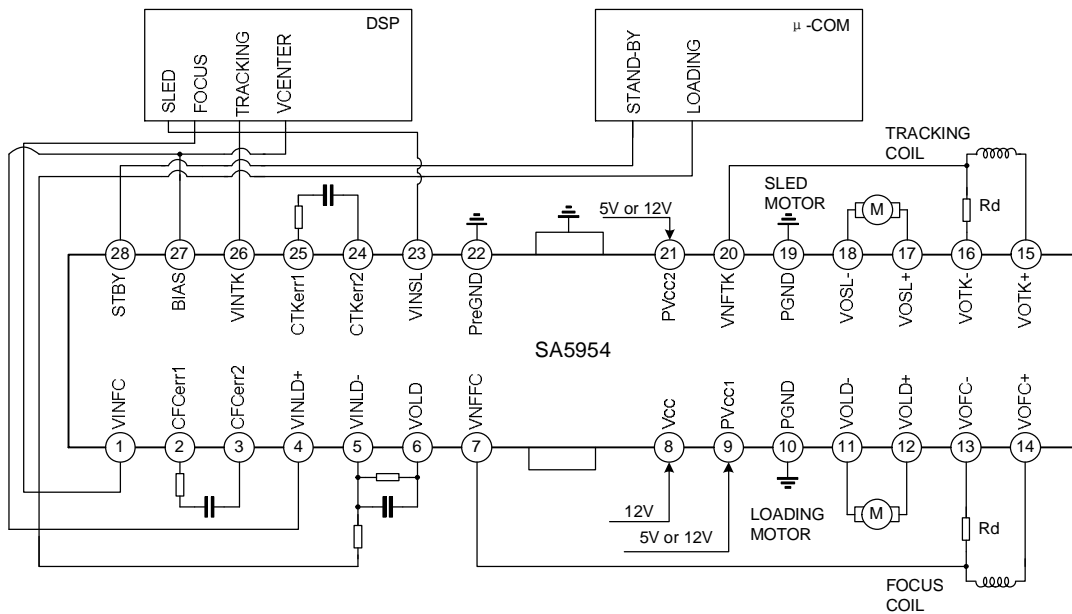 DSP
μ-COM
SLED
FOCUS
TRACKING
VCENTER
STAND-BY
LOADING
TRACKING
COIL
SLED
MOTOR
5V or 12V
M
Rd
28
27
26
25
24
23
22
21
20
19
18
17
16
15
STBY
BIAS
VINTK
CTKerr1
CTKerr2
VINSL
PreGND
PVcc2
VNFTK
PGND
VOSL-
VOSL+
VOTK-
VOTK+
SA5954
VINFC
CFCerr1
CFCerr2
VINLD+
VINLD-
VOLD
VNFFC
Vcc
PVcc1
PGND
VOLD-
VOLD+
VOFC-
VOFC+
1
2
3
4
5
6
7
8
9
10
11
12
13
14
12V
5V or 12V
LOADING
MOTOR
M
Rd
FOCUS
COIL